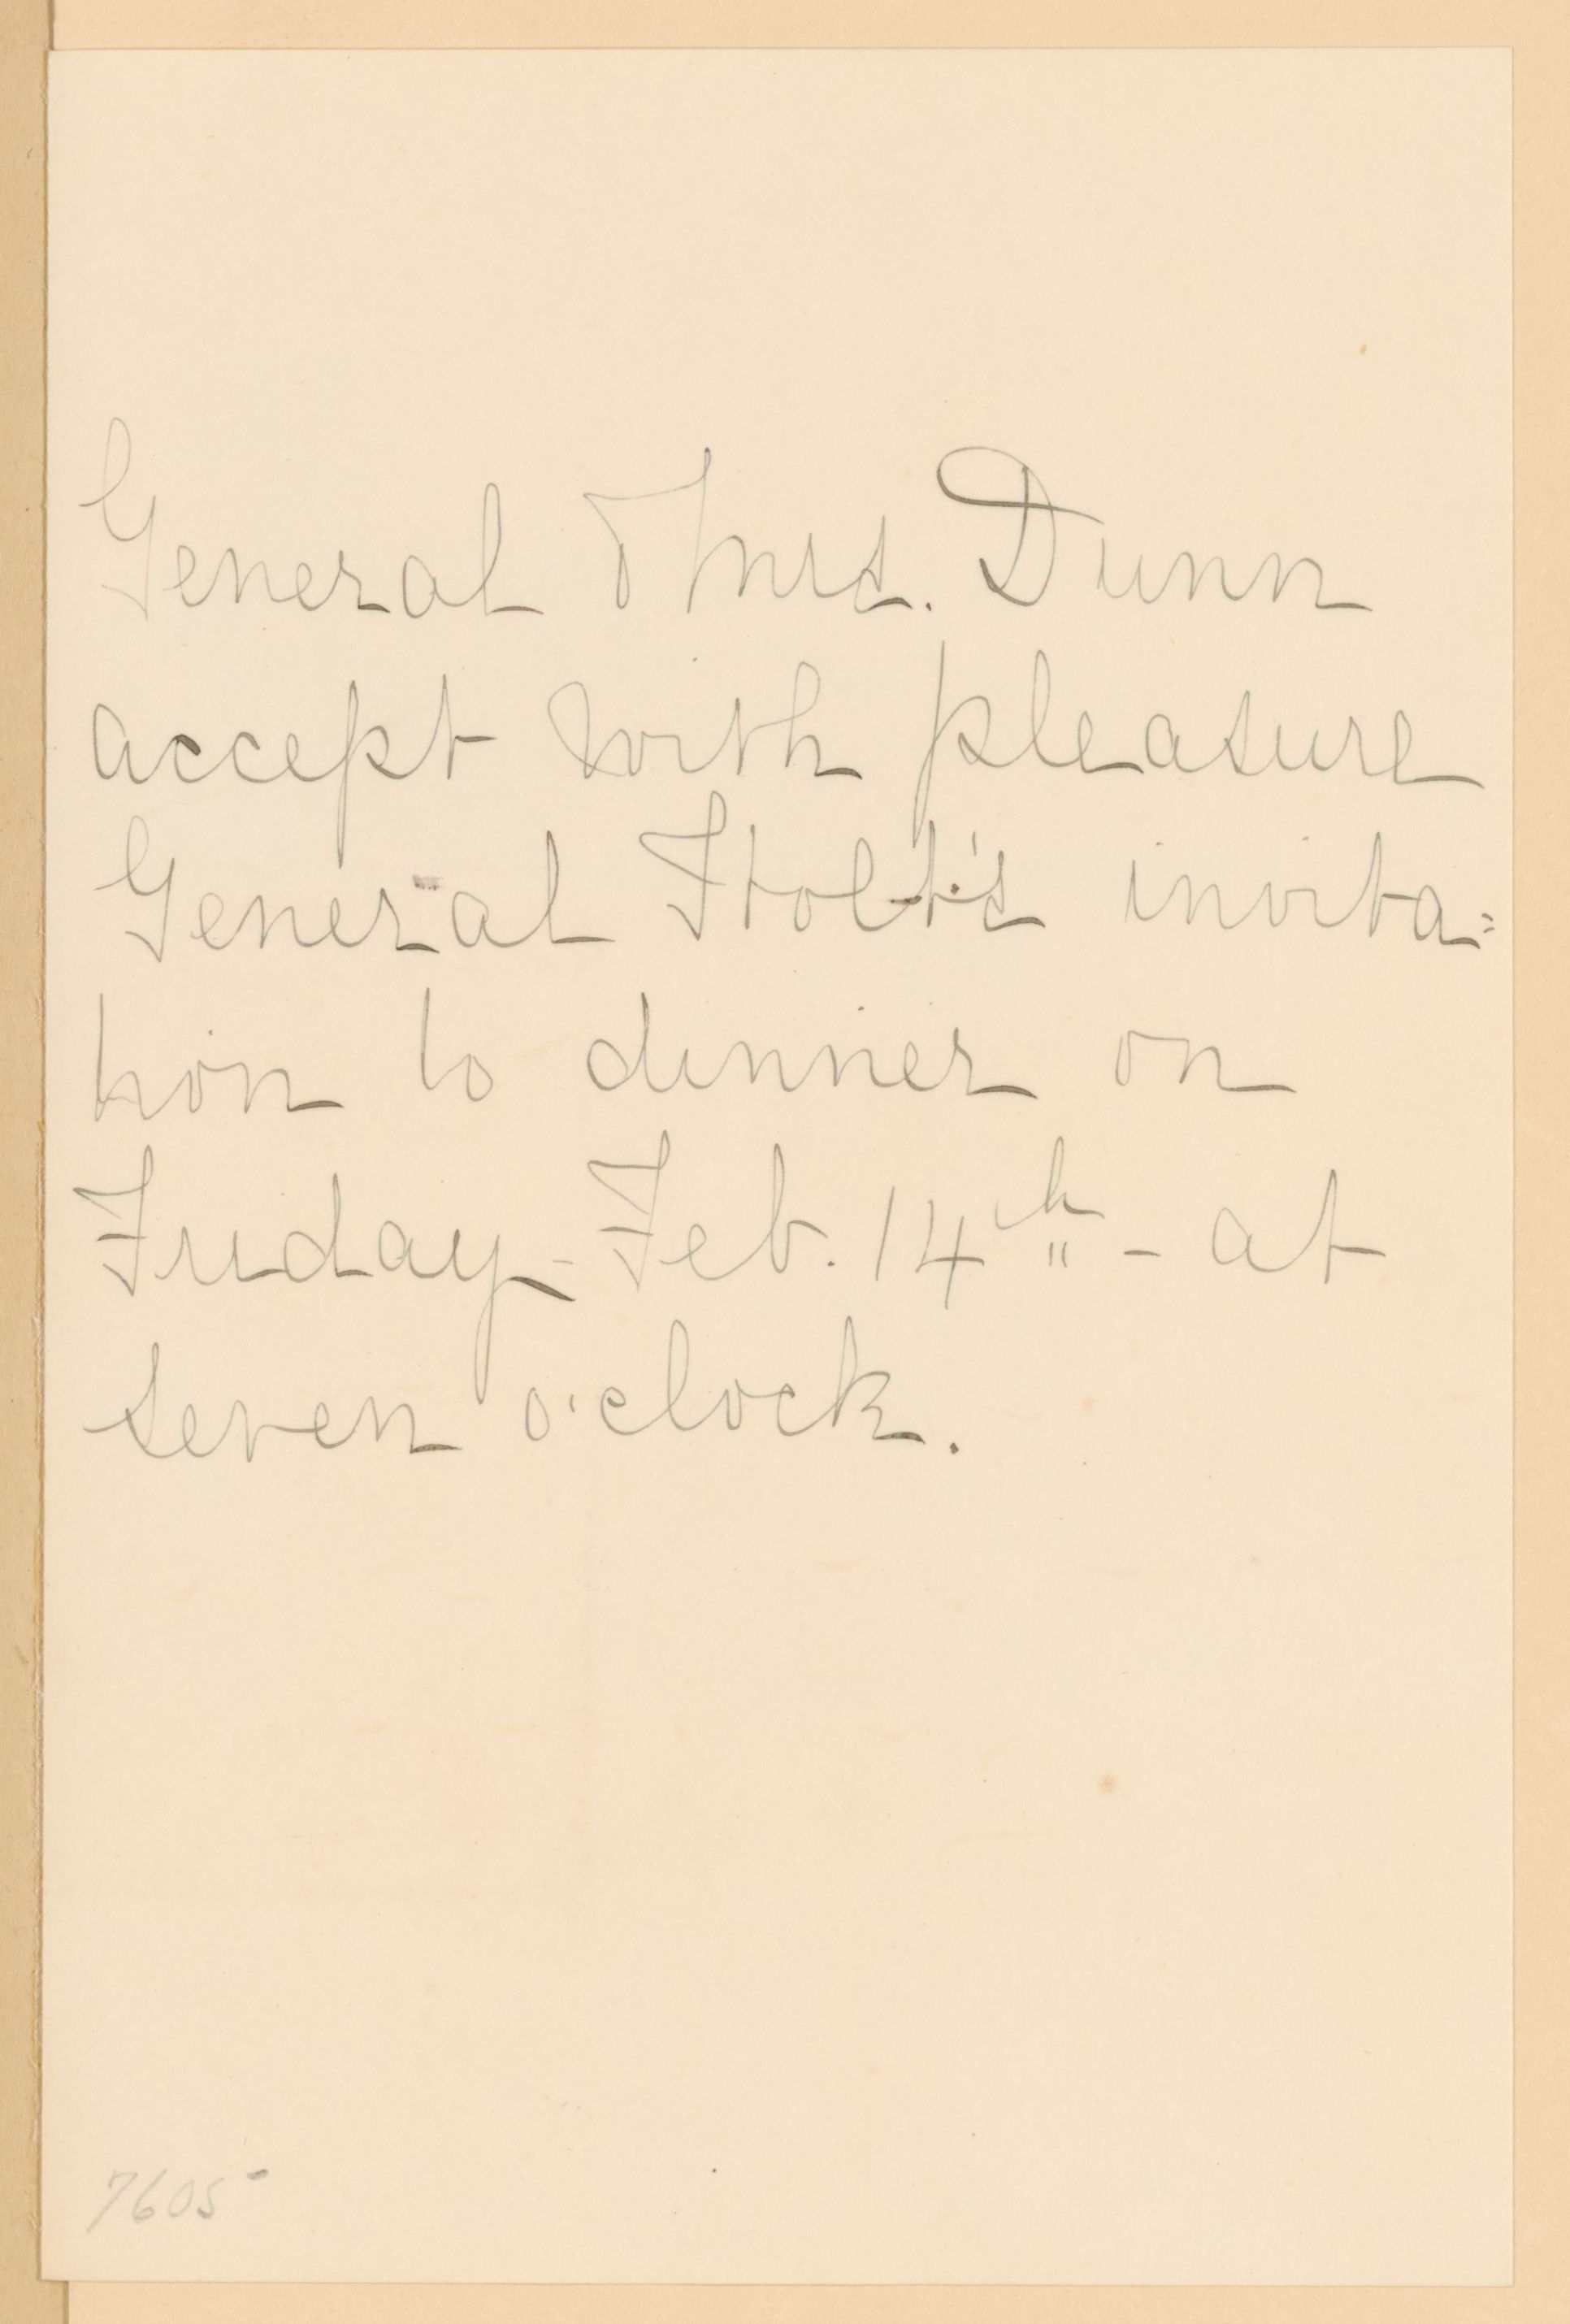 General & Mrs. Dunn
accept with pleasure
General Holt's invita=
tion to dinner on
Friday - Feb. 14th - at
seven o'clock.
7605